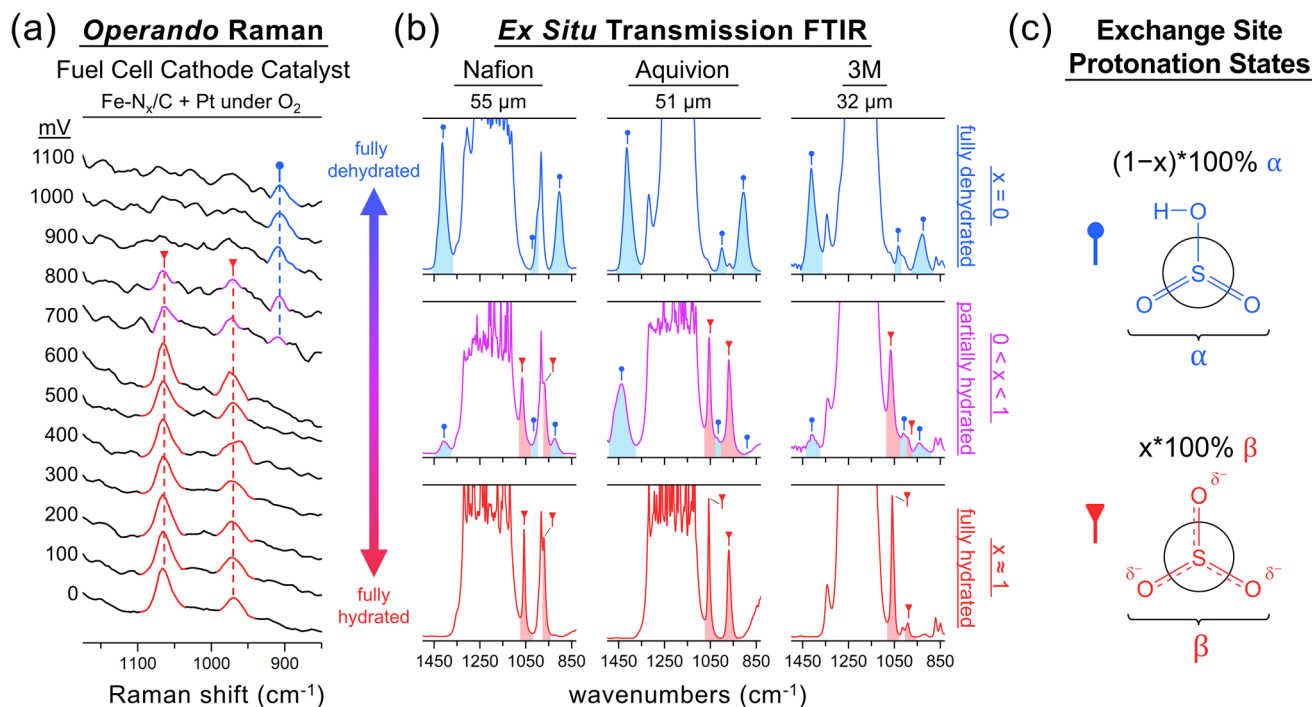 (a) Operando Raman
Fuel Cell Cathode Catalyst
Fe-Nx/C + Pt under O2
mV
1100
1000
900
800
700
600
500
400
300
200
100
0
1100 1000 900
Raman shift (cm-1)
fully
dehydrated
fully
hydrated
(b) Ex Situ Transmission FTIR
Nafion Aquivion 3M
55 µm 51 µm 32 µm
x = 0
fully dehydrated
0 < x < 1
partially hydrated
x ≈ 1
fully hydrated
1450 1250 1050 850 1450 1250 1050 850 1450 1250 1050 850
wavenumbers (cm-1)
(c) Exchange Site
Protonation States
(1−x)*100% α
H O
S
O O
α
x*100% β
δ−
O
S
δ− δ−
O O
β